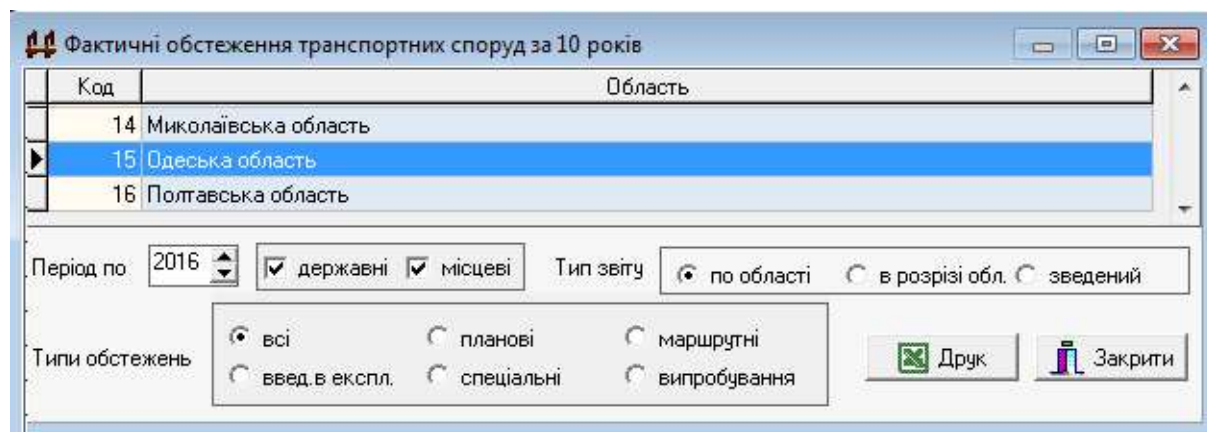 Фактичні обстеження транспортних споруд за 10 років
Код Область
14 Миколаївська область
15 Одеська область
16 Полтавська область
Період по 2016 державні місцеві Тип звіту по області в розрізі обл. зведений
Типи обстежень всі планові маршрутні
введ.в експл. спеціальні випробування
Друк Закрити